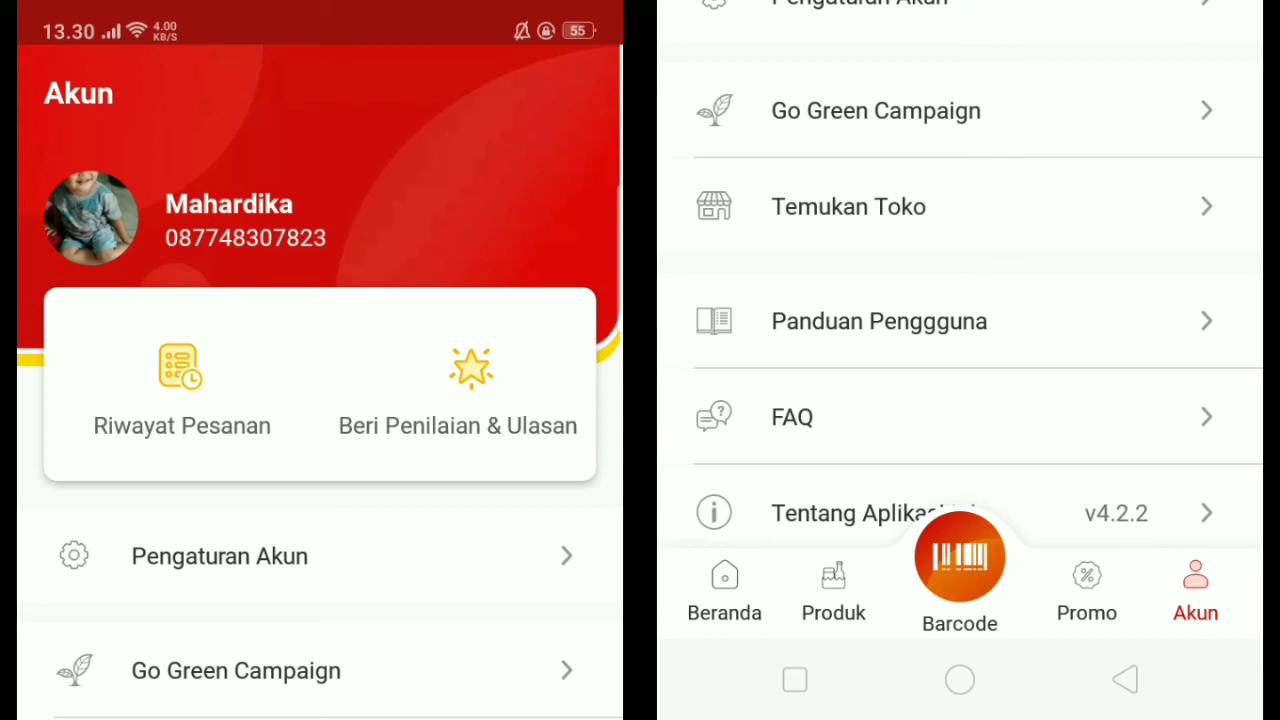 13.30 4.00 KB/S 55
Akun
Mahardika
087748307823
Riwayat Pesanan
Beri Penilaian & Ulasan
Pengaturan Akun
Go Green Campaign
Pengaturan Akun
Go Green Campaign
Temukan Toko
Panduan Penggguna
FAQ
Tentang Aplikasi v4.2.2
Beranda
Produk
Barcode
Promo
Akun